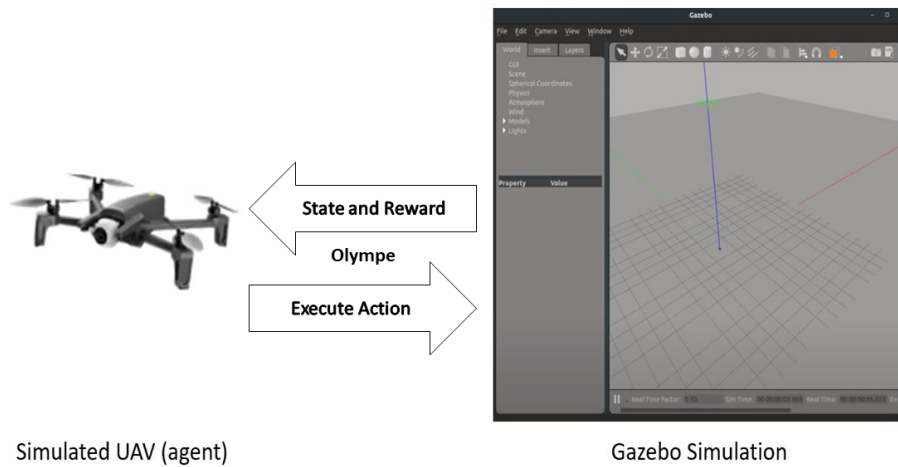 Gazebo
File Edit Camera View Window Help
World Insert Layers
GUI
Scene
Spherical Coordinates
Physics
Atmosphere
Wind
Models
Lights
Property Value
State and Reward
Olympe
Execute Action
Real Time Factor: 0.75 Sim Time: Real Time:
Simulated UAV (agent)
Gazebo Simulation